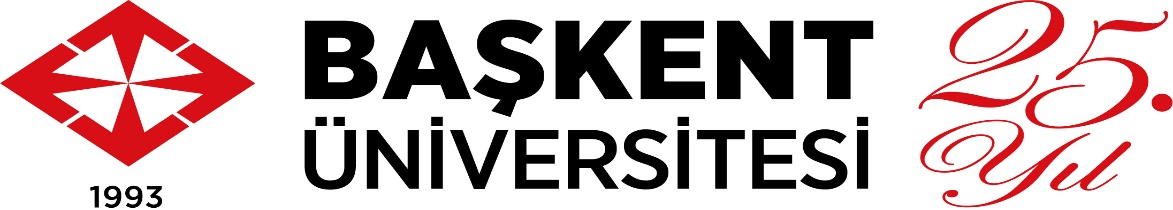 1993
BAŞKENT
ÜNİVERSİTESİ
25.
Yıl